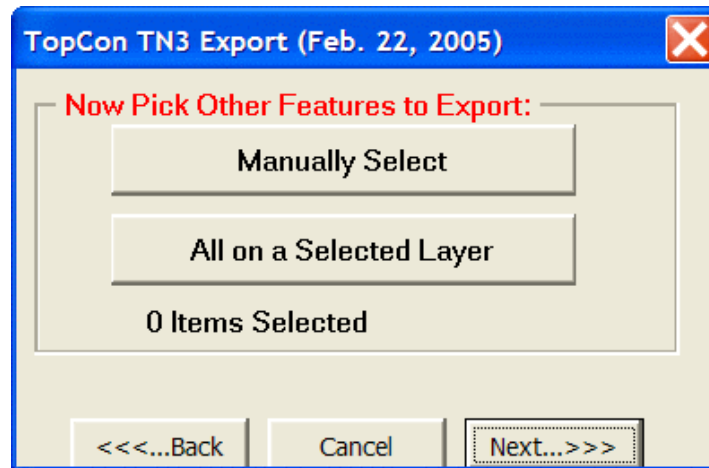 TopCon TN3 Export (Feb. 22, 2005)
Now Pick Other Features to Export:
Manually Select
All on a Selected Layer
0 Items Selected
<<<...Back Cancel Next...>>>